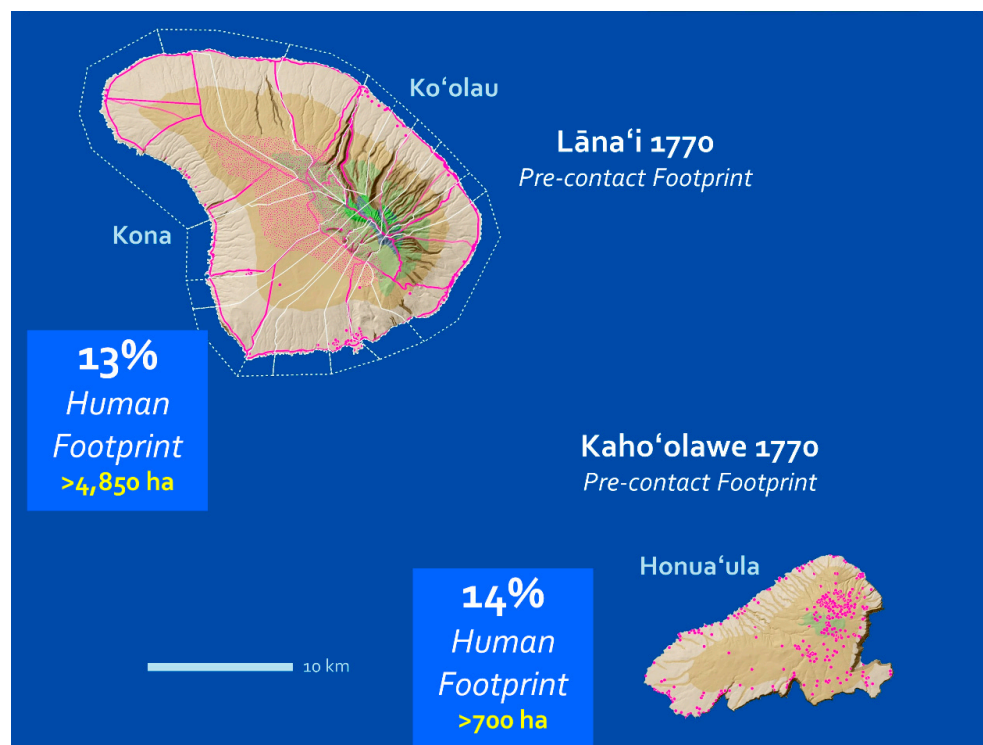 Koʻolau
Lānaʻi 1770
Pre-contact Footprint
Kona
13%
Human
Footprint
>4,850 ha
Kahoʻolawe 1770
Pre-contact Footprint
Honuaʻula
14%
Human
Footprint
>700 ha
10 km